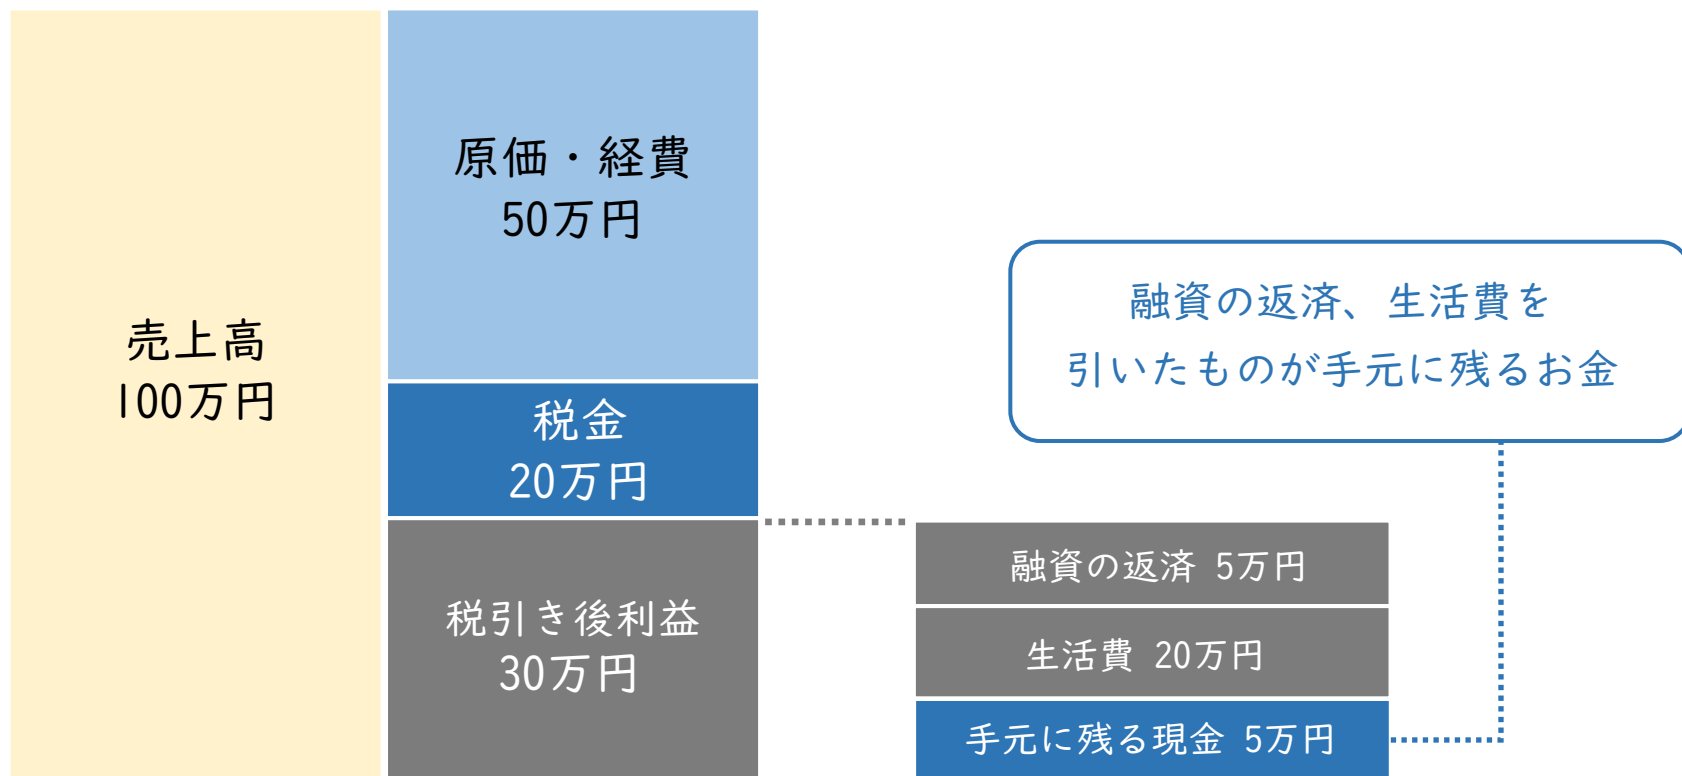 売上高
100万円
原価・経費
50万円
税金
20万円
税引き後利益
30万円
融資の返済、生活費を
引いたものが手元に残るお金
融資の返済 5万円
生活費 20万円
手元に残る現金 5万円